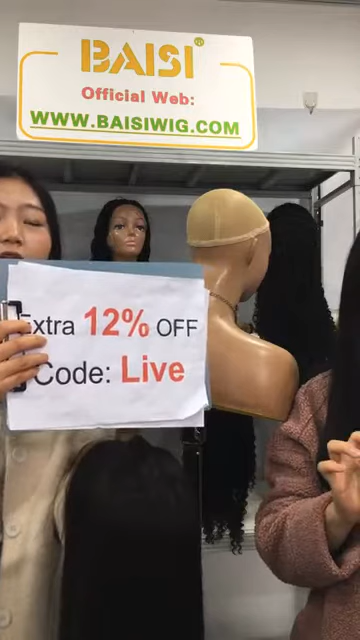 BAISI
Official Web:
WWW.BAISIWIG.COM
Extra 12% OFF
Code: Live